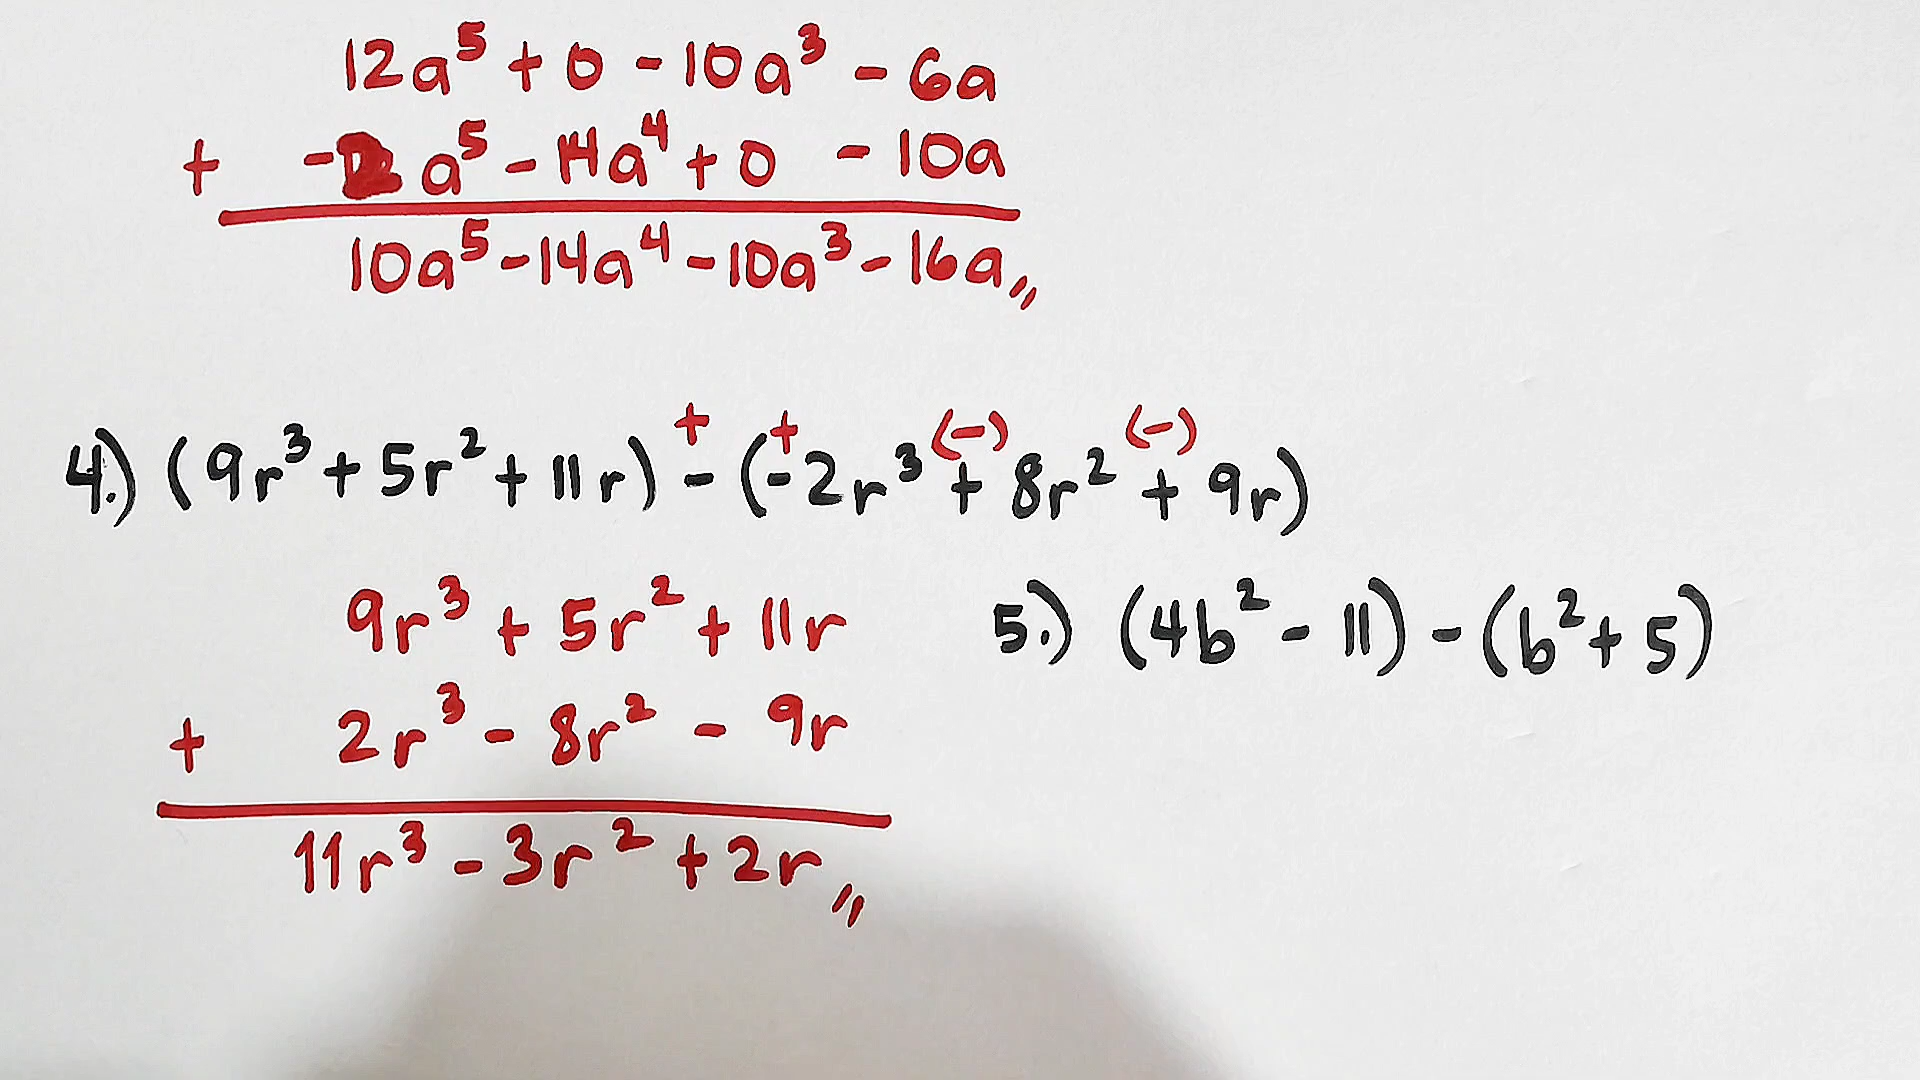 12a⁵ + 0 - 10a³ - 6a
+ - 2a⁵ - 14a⁴ + 0 - 10a
10a⁵ - 14a⁴ - 10a³ - 16a,,
+ + (-) (-)
4.) (9r³ + 5r² + 11r) - (-2r³ + 8r² + 9r)
9r³ + 5r² + 11r
+ 2r³ - 8r² - 9r
11r³ - 3r² + 2r,,
5.) (4b² - 11) - (b² + 5)